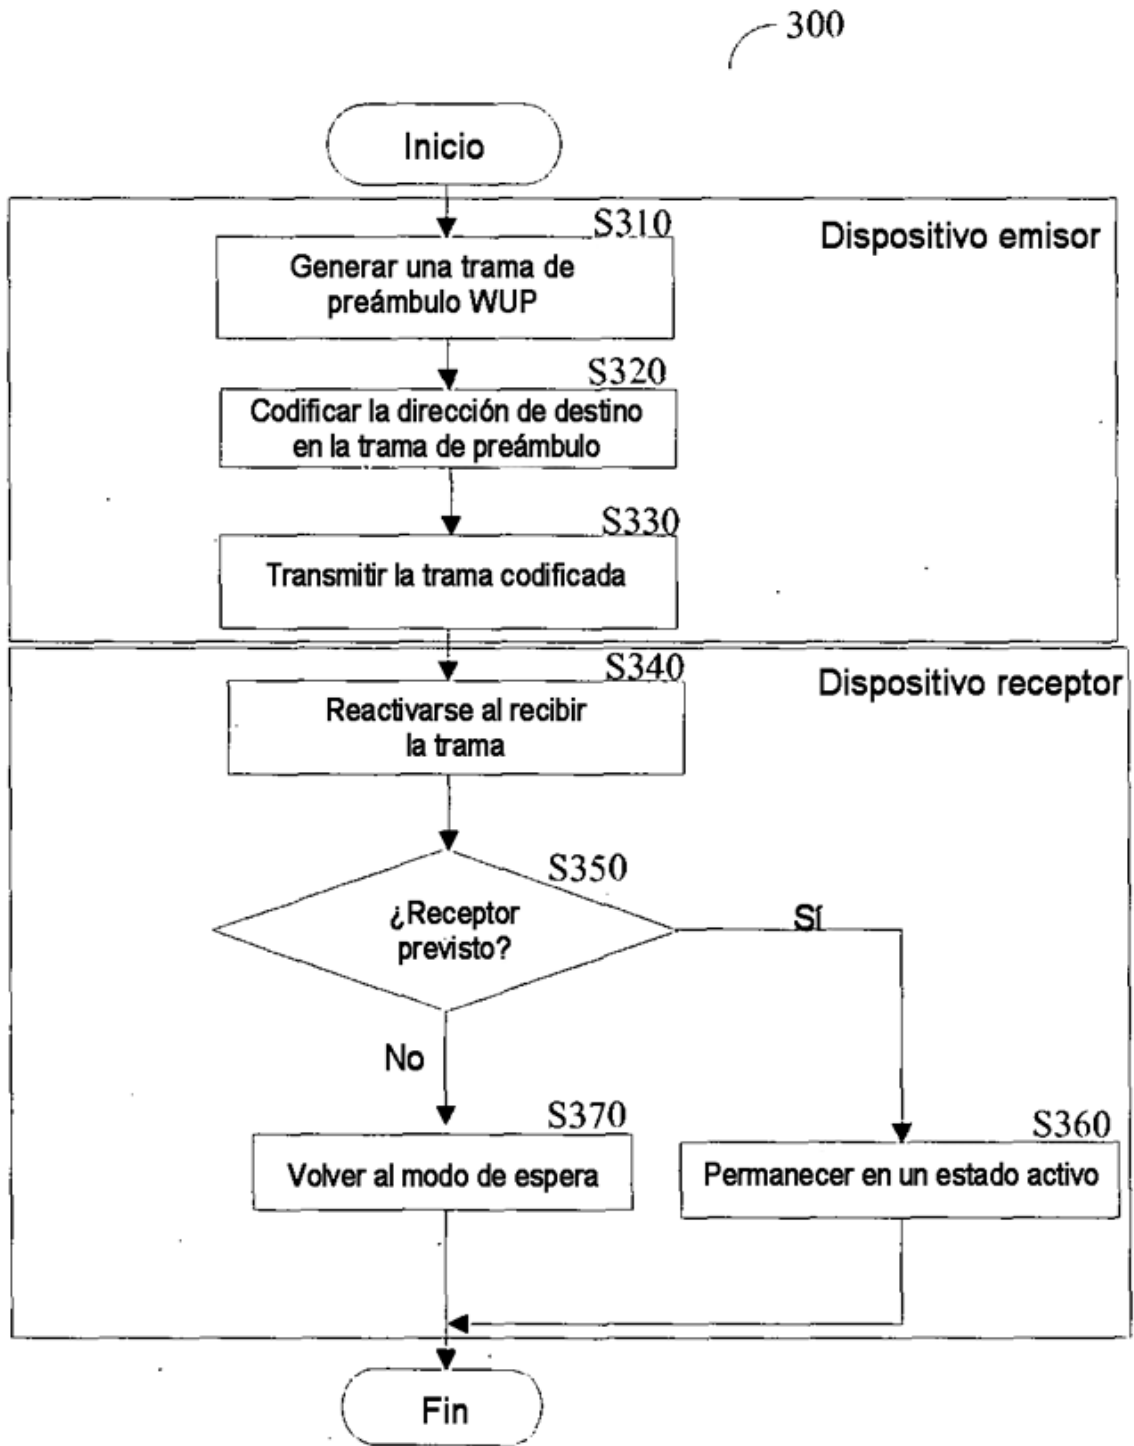 300
Inicio
Dispositivo emisor
S310
Generar una trama de
preámbulo WUP
S320
Codificar la dirección de destino
en la trama de preámbulo
S330
Transmitir la trama codificada
Dispositivo receptor
S340
Reactivarse al recibir
la trama
S350
¿Receptor
previsto?
Sí
No
S370
Volver al modo de espera
S360
Permanecer en un estado activo
Fin